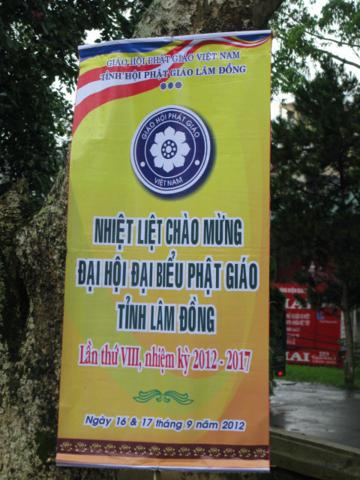 GIÁO HỘI PHẬT GIÁO VIỆT NAM
TỈNH HỘI PHẬT GIÁO LÂM ĐỒNG
GIÁO HỘI PHẬT GIÁO
VIỆT NAM
NHIỆT LIỆT CHÀO MỪNG
ĐẠI HỘI ĐẠI BIỂU PHẬT GIÁO
TỈNH LÂM ĐỒNG
Lần thứ VIII, nhiệm kỳ 2012 - 2017
Ngày 16 & 17 tháng 9 năm 2012